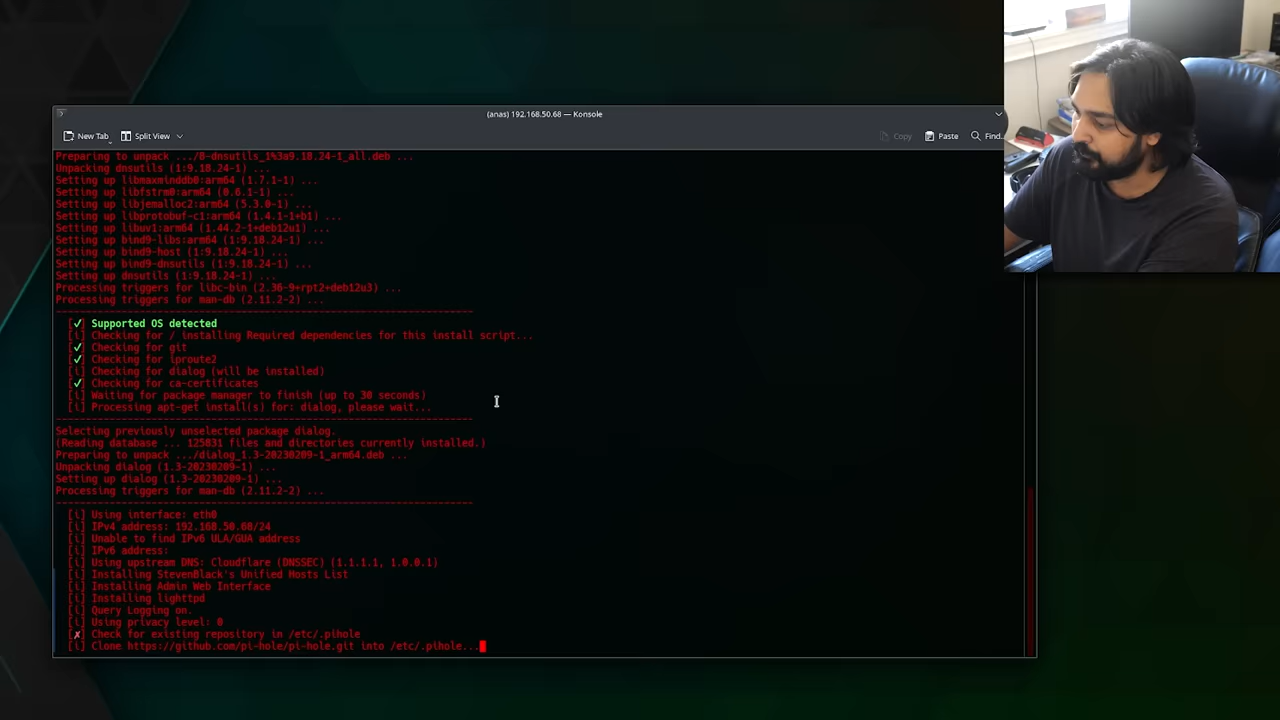 (anas) 192.168.50.68 — Konsole
New Tab Split View Copy Paste Find...
Preparing to unpack .../8-dnsutils_1%3a9.18.24-1_all.deb ...
Unpacking dnsutils (1:9.18.24-1) ...
Setting up libmaxminddb0:arm64 (1.7.1-1) ...
Setting up libfstrm0:arm64 (0.6.1-1) ...
Setting up libjemalloc2:arm64 (5.3.0-1) ...
Setting up libprotobuf-c1:arm64 (1.4.1-1+b1) ...
Setting up libuv1:arm64 (1.44.2-1+deb12u1) ...
Setting up bind9-libs:arm64 (1:9.18.24-1) ...
Setting up bind9-host (1:9.18.24-1) ...
Setting up bind9-dnsutils (1:9.18.24-1) ...
Setting up dnsutils (1:9.18.24-1) ...
Processing triggers for libc-bin (2.36-9+rpt2+deb12u3) ...
Processing triggers for man-db (2.11.2-2) ...
[✓] Supported OS detected
[i] Checking for / installing Required dependencies for this install script...
[✓] Checking for git
[✓] Checking for iproute2
[i] Checking for dialog (will be installed)
[✓] Checking for ca-certificates
[i] Waiting for package manager to finish (up to 30 seconds)
[i] Processing apt-get install(s) for: dialog, please wait...
Selecting previously unselected package dialog.
(Reading database ... 125831 files and directories currently installed.)
Preparing to unpack .../dialog_1.3-20230209-1_arm64.deb ...
Unpacking dialog (1.3-20230209-1) ...
Setting up dialog (1.3-20230209-1) ...
Processing triggers for man-db (2.11.2-2) ...
[i] Using interface: eth0
[i] IPv4 address: 192.168.50.68/24
[i] Unable to find IPv6 ULA/GUA address
[i] IPv6 address:
[i] Using upstream DNS: Cloudflare (DNSSEC) (1.1.1.1, 1.0.0.1)
[i] Installing StevenBlack's Unified Hosts List
[i] Installing Admin Web Interface
[i] Installing lighttpd
[i] Query Logging on.
[i] Using privacy level: 0
[✗] Check for existing repository in /etc/.pihole
[i] Clone https://github.com/pi-hole/pi-hole.git into /etc/.pihole...